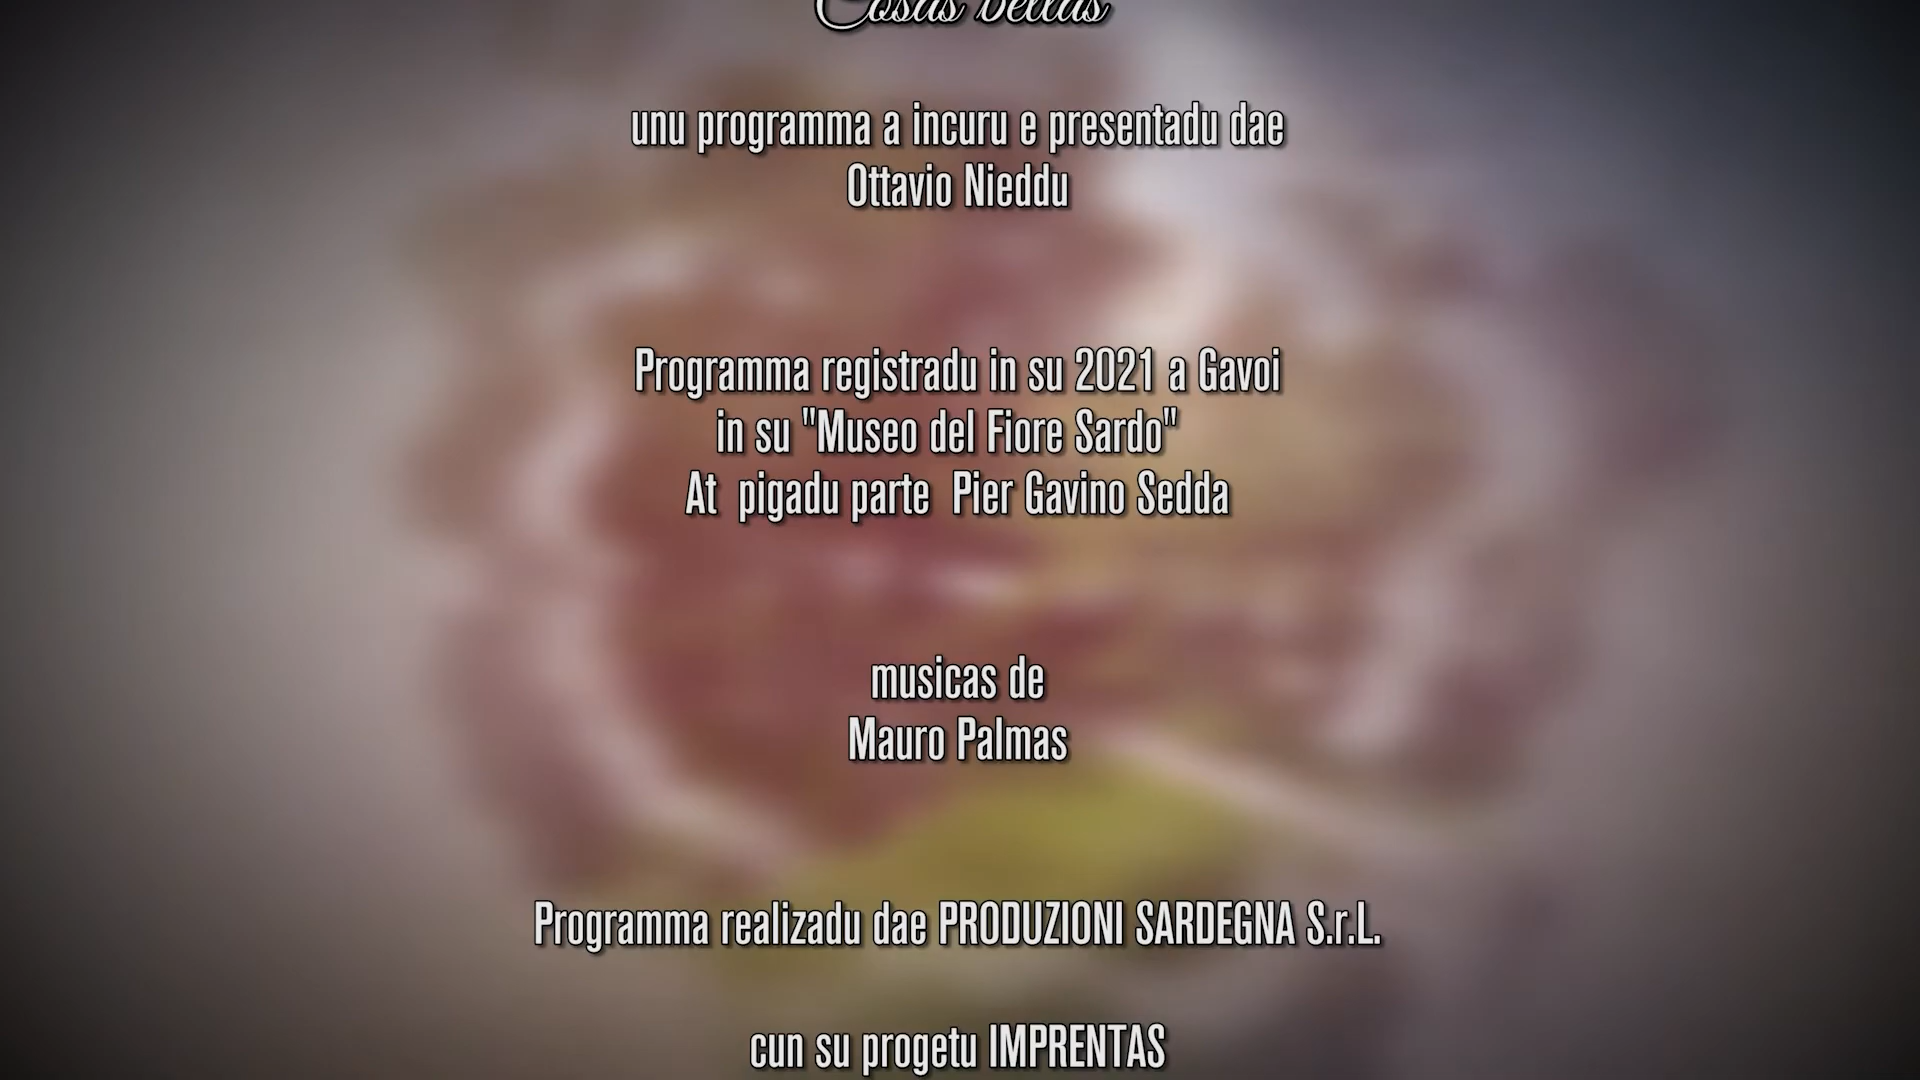 Cosas bellas
unu programma a incuru e presentadu dae
Ottavio Nieddu
Programma registradu in su 2021 a Gavoi
in su "Museo del Fiore Sardo"
At pigadu parte Pier Gavino Sedda
musicas de
Mauro Palmas
Programma realizadu dae PRODUZIONI SARDEGNA S.r.L.
cun su progetu IMPRENTAS